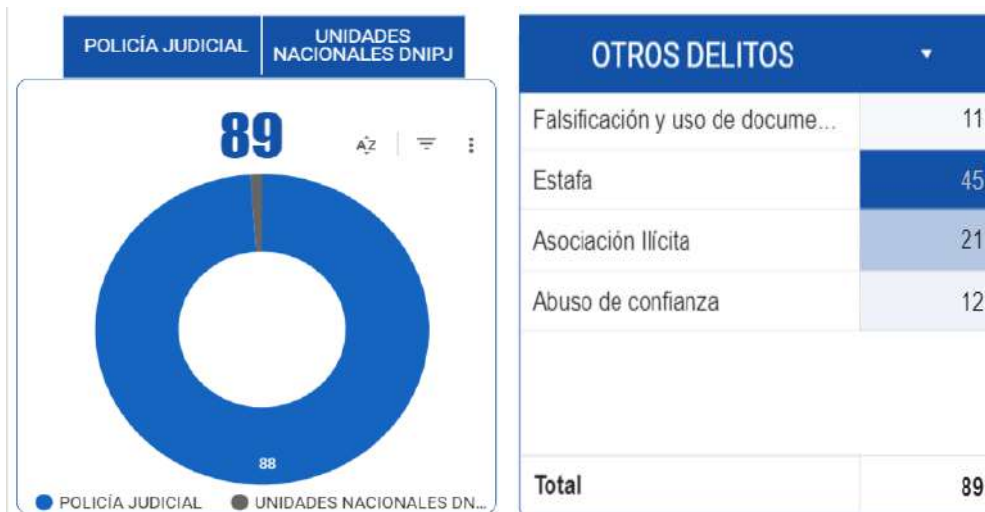 POLICÍA JUDICIAL
UNIDADES
NACIONALES DNIPJ
89
AZ
88
POLICÍA JUDICIAL
UNIDADES NACIONALES DN...
OTROS DELITOS
Falsificación y uso de docume... 11
Estafa 45
Asociación Ilícita 21
Abuso de confianza 12
Total 89